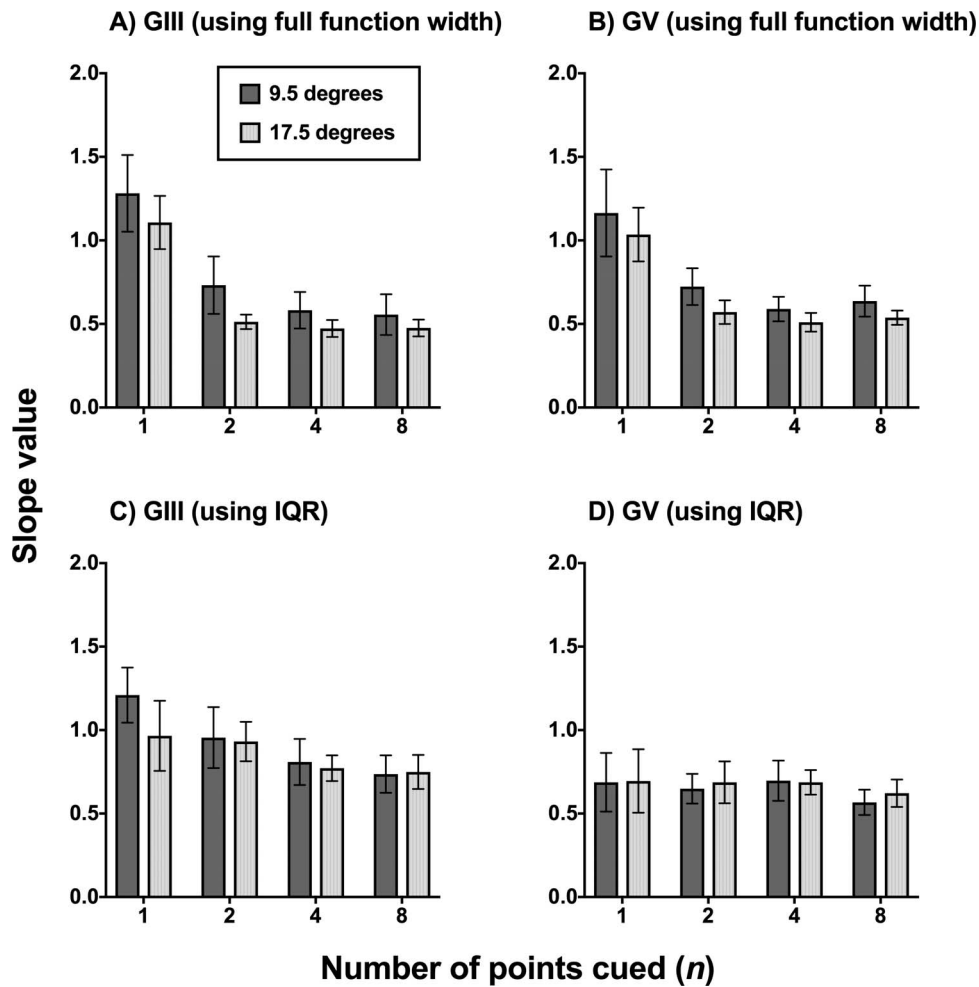 A) GIII (using full function width)
2.0
1.5
1.0
0.5
0.0
9.5 degrees
17.5 degrees
1 2 4 8
B) GV (using full function width)
2.0
1.5
1.0
0.5
0.0
1 2 4 8
Slope value
C) GIII (using IQR)
2.0
1.5
1.0
0.5
0.0
1 2 4 8
D) GV (using IQR)
2.0
1.5
1.0
0.5
0.0
1 2 4 8
Number of points cued (n)